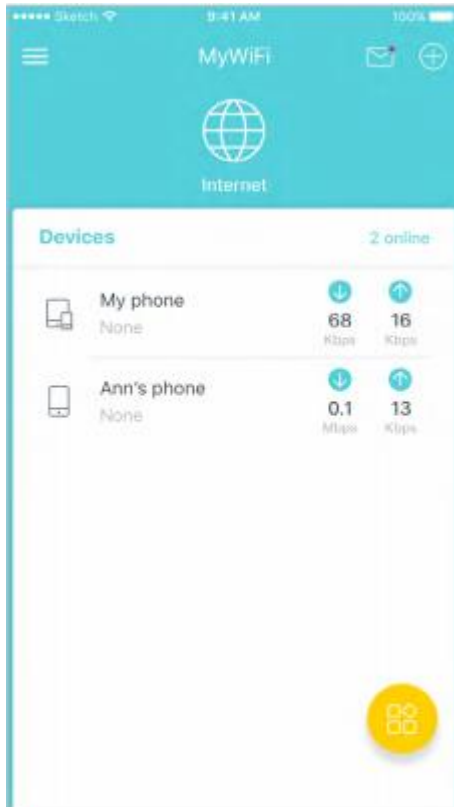 Sketch 9:41 AM 100%
MyWiFi
Internet
Devices 2 online
My phone
None
68 16
Kbps Kbps
Ann's phone
None
0.1 13
Mbps Kbps